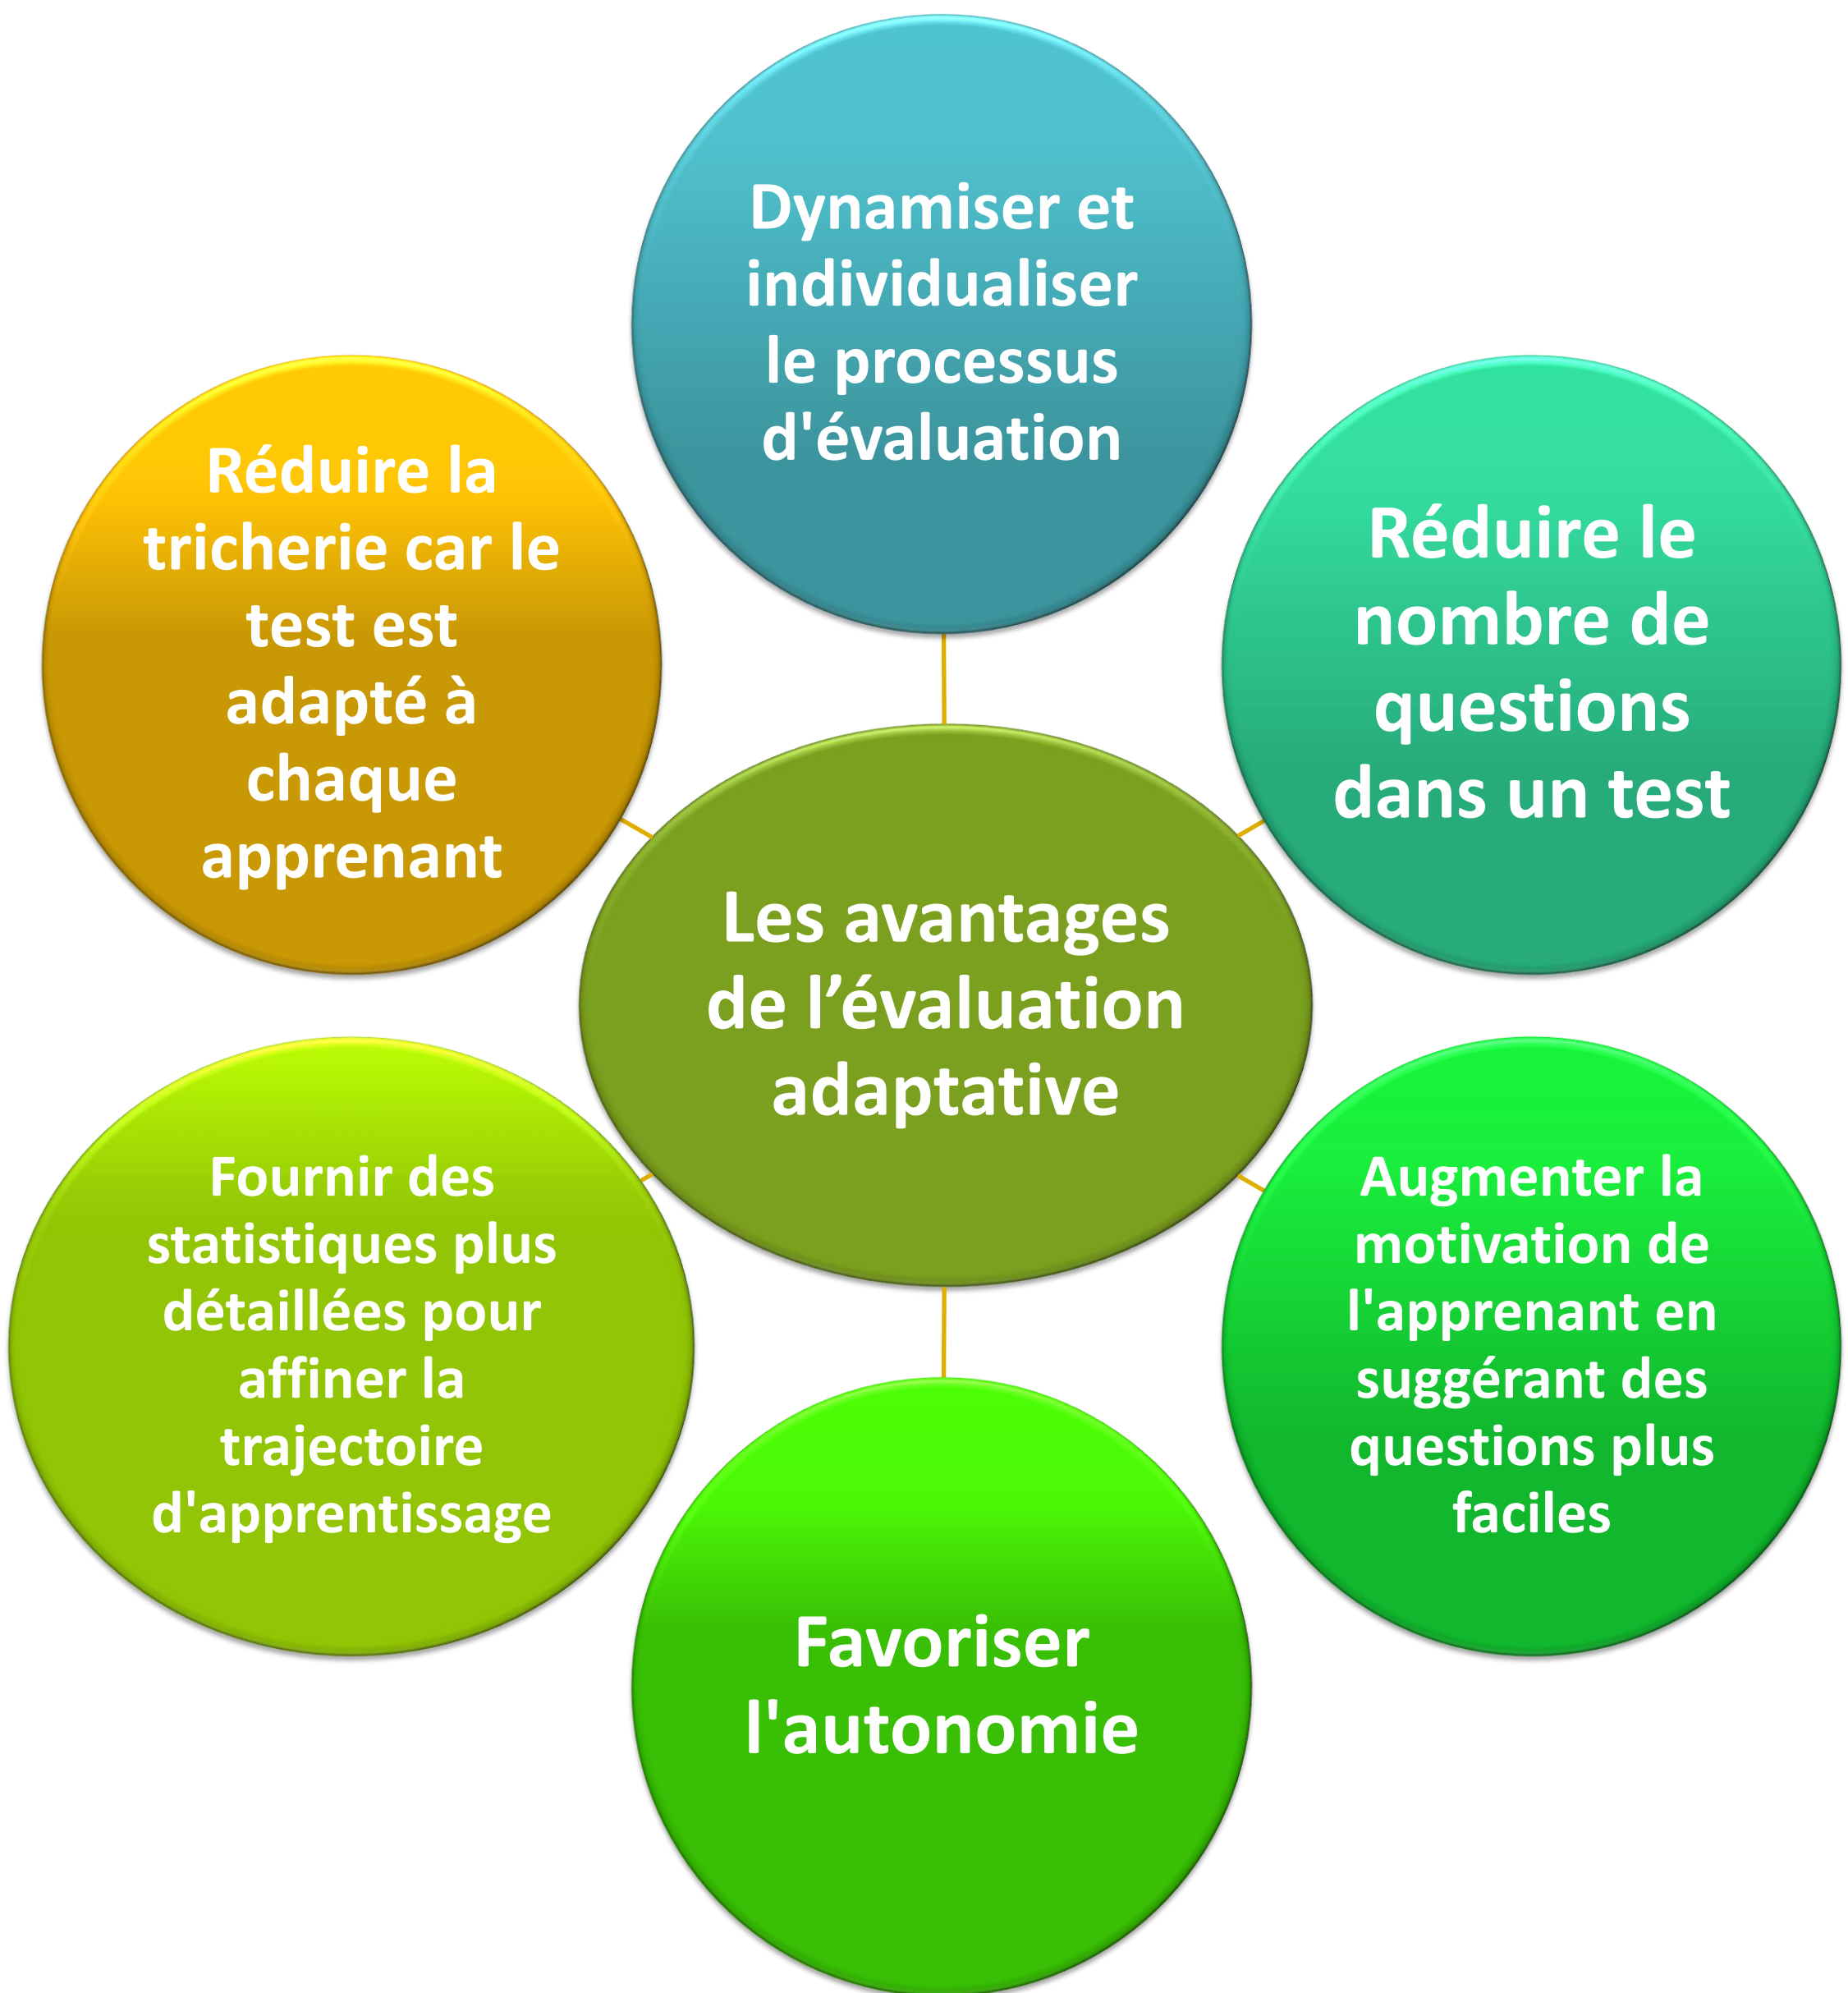 Dynamiser et
individualiser
le processus
d'évaluation
Réduire le
nombre de
questions
dans un test
Augmenter la
motivation de
l'apprenant en
suggérant des
questions plus
faciles
Favoriser
l'autonomie
Fournir des
statistiques plus
détaillées pour
affiner la
trajectoire
d'apprentissage
Réduire la
tricherie car le
test est
adapté à
chaque
apprenant
Les avantages
de l’évaluation
adaptative